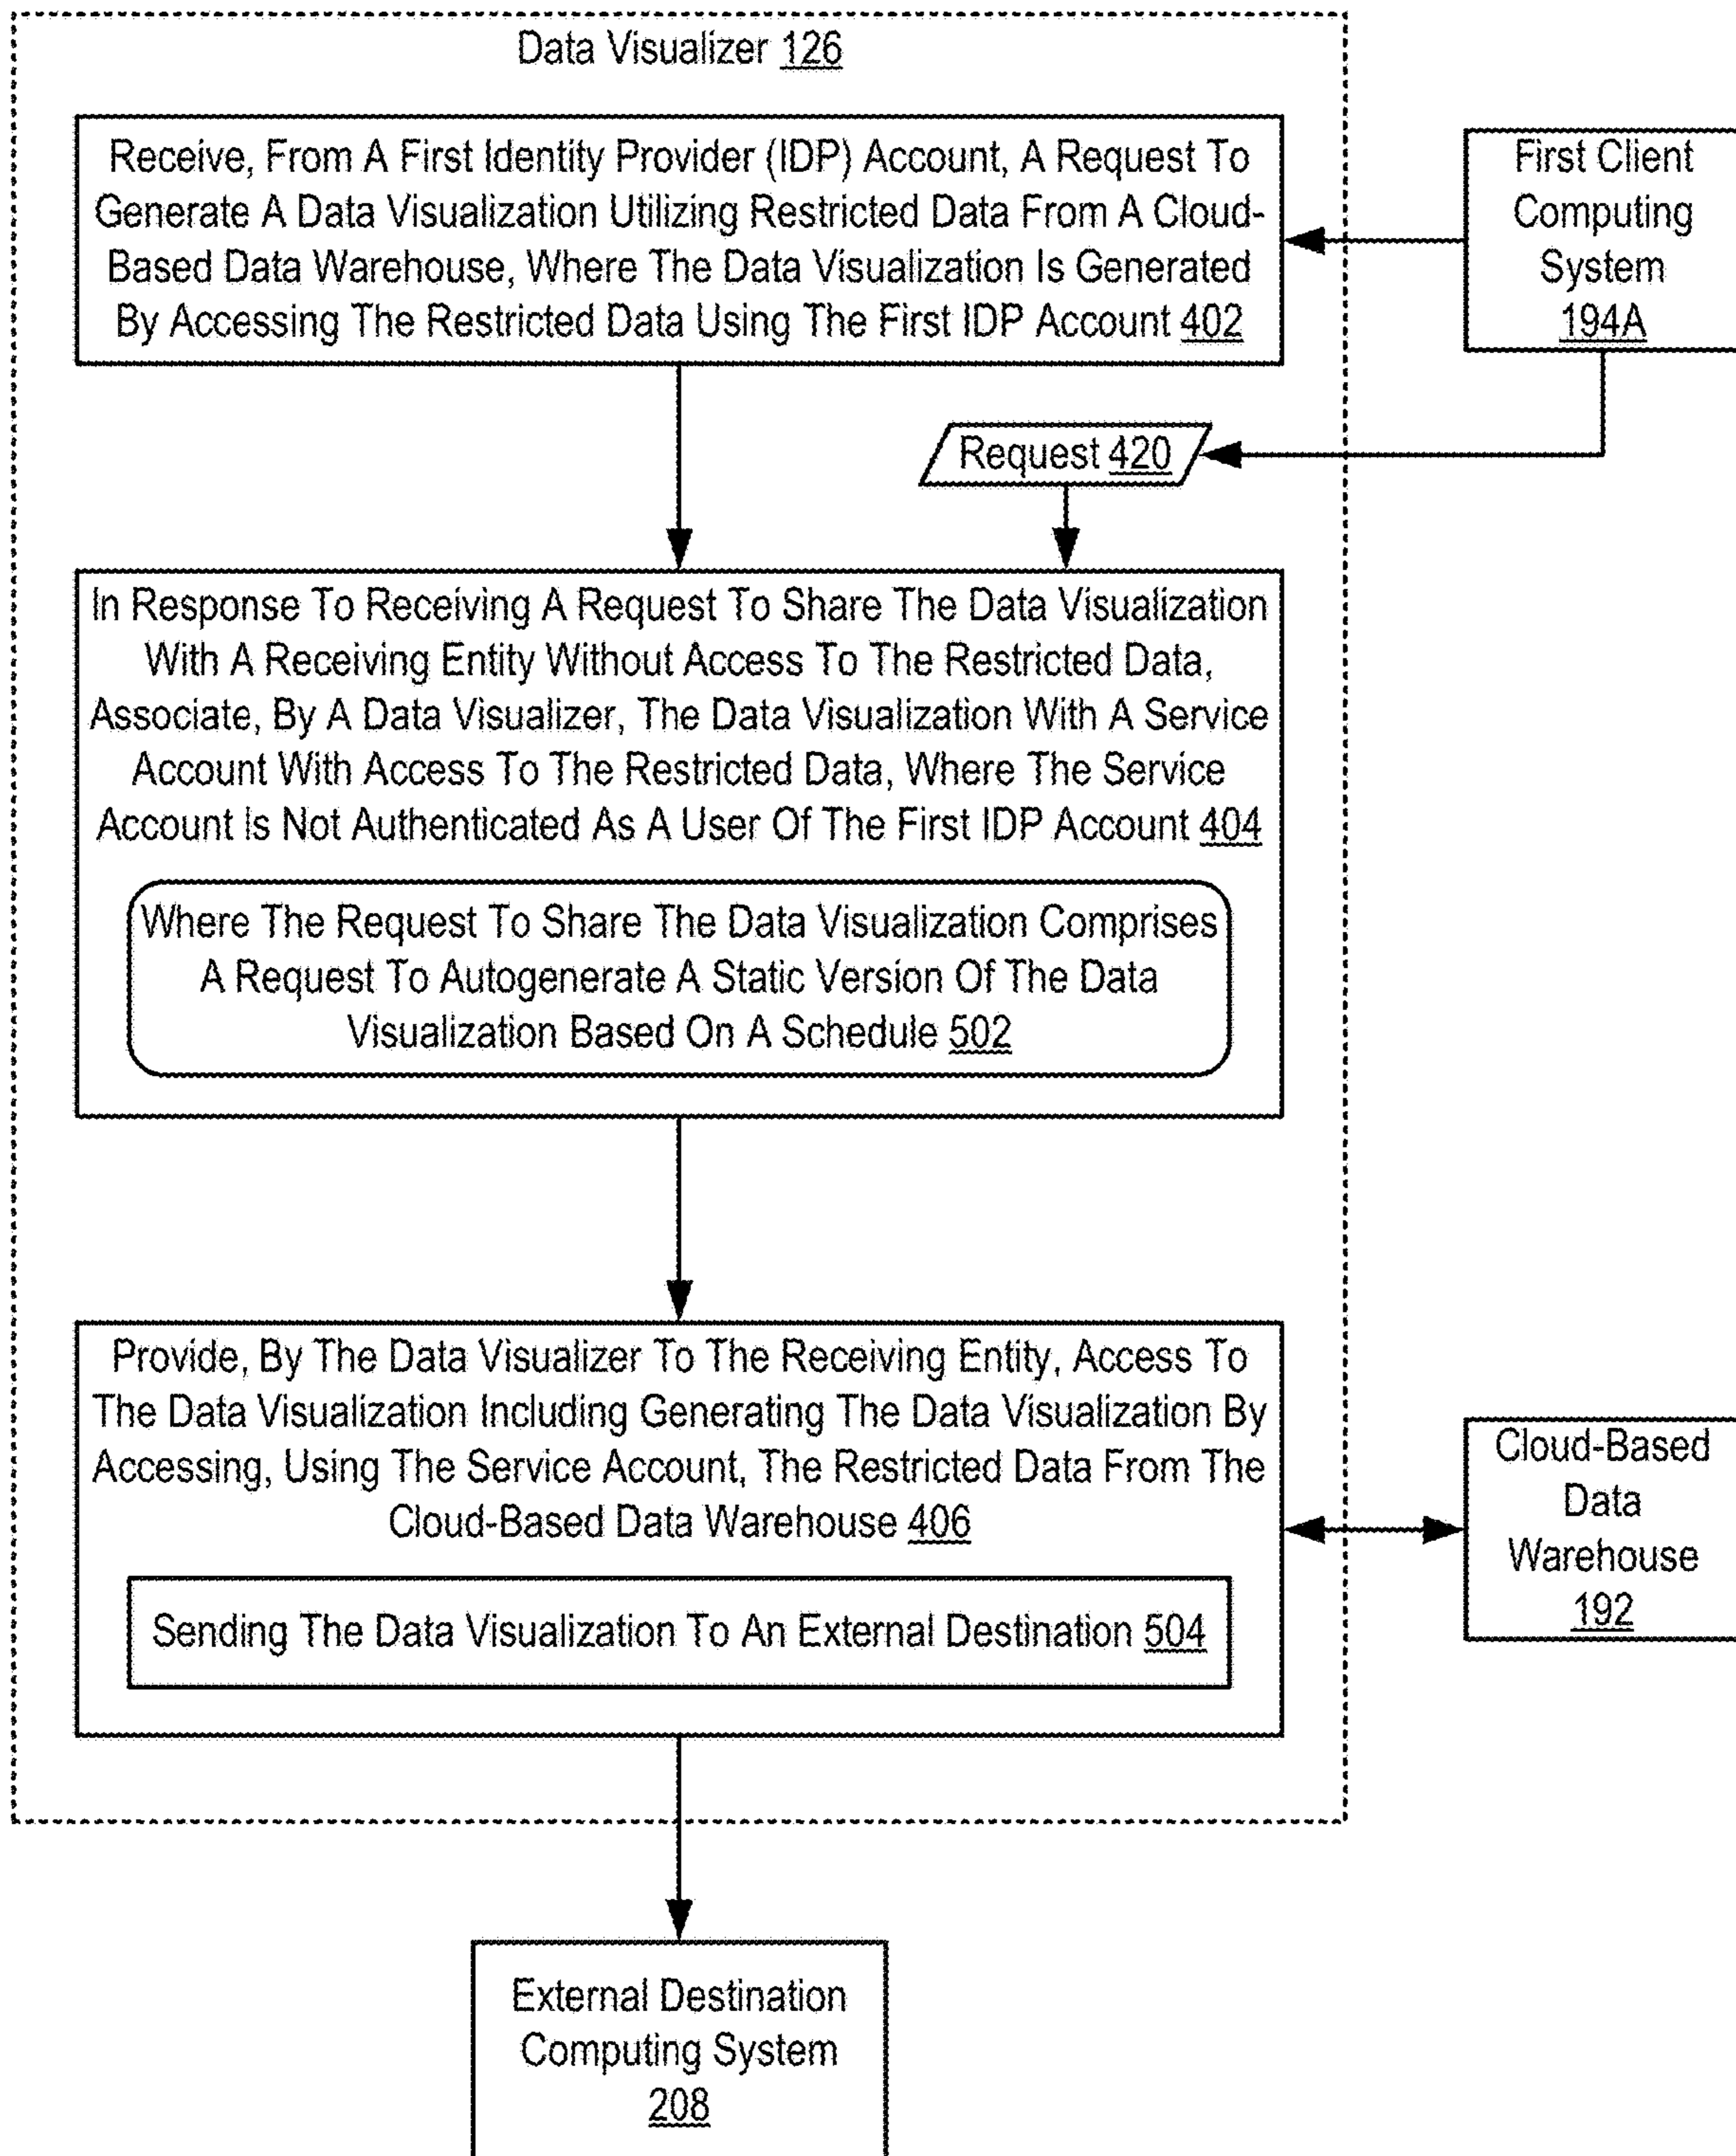 Data Visualizer 126
Receive, From A First Identity Provider (IDP) Account, A Request To
Generate A Data Visualization Utilizing Restricted Data From A Cloud-
Based Data Warehouse, Where The Data Visualization Is Generated
By Accessing The Restricted Data Using The First IDP Account 402
First Client
Computing
System
194A
Request 420
In Response To Receiving A Request To Share The Data Visualization
With A Receiving Entity Without Access To The Restricted Data,
Associate, By A Data Visualizer, The Data Visualization With A Service
Account With Access To The Restricted Data, Where The Service
Account Is Not Authenticated As A User Of The First IDP Account 404
Where The Request To Share The Data Visualization Comprises
A Request To Autogenerate A Static Version Of The Data
Visualization Based On A Schedule 502
Provide, By The Data Visualizer To The Receiving Entity, Access To
The Data Visualization Including Generating The Data Visualization By
Accessing, Using The Service Account, The Restricted Data From The
Cloud-Based Data Warehouse 406
Sending The Data Visualization To An External Destination 504
Cloud-Based
Data
Warehouse
192
External Destination
Computing System
208